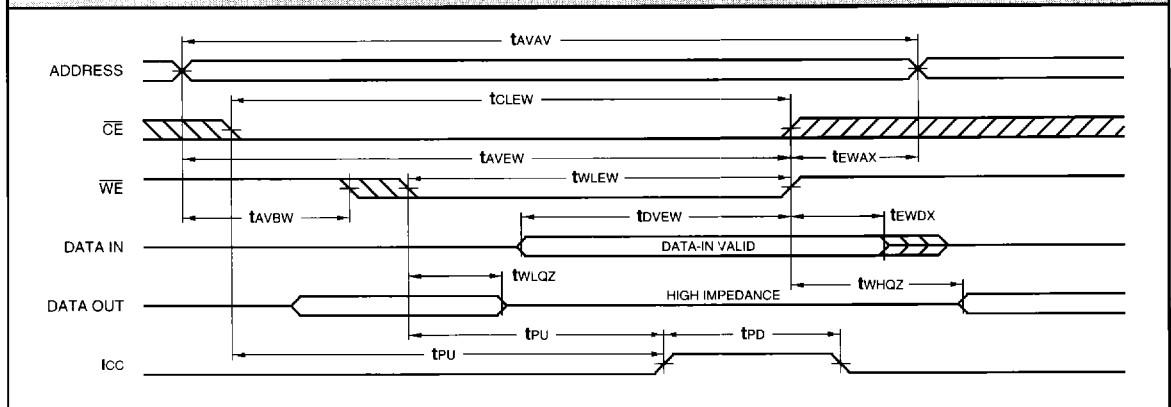 tAVAV
ADDRESS
tCLEW
CE
tAVEW
tEWAX
WE
tWLEW
tAVBW
tDVEW
tEWDX
DATA IN
DATA-IN VALID
tWLQZ
tWHQZ
DATA OUT
HIGH IMPEDANCE
tPU
tPD
tPU
ICC